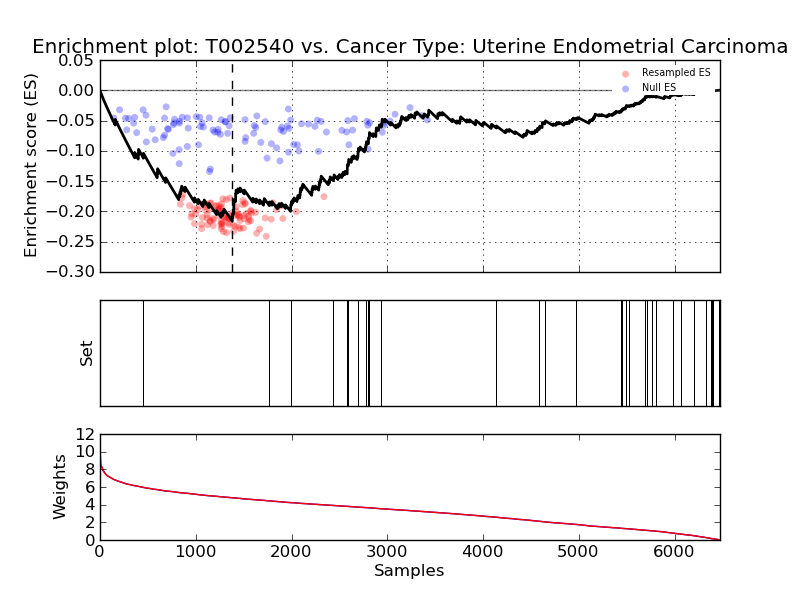 Enrichment plot: T002540 vs. Cancer Type: Uterine Endometrial Carcinoma
Enrichment score (ES)
0.05
0.00
−0.05
−0.10
−0.15
−0.20
−0.25
−0.30
Resampled ES
Null ES
Set
Weights
12
10
8
6
4
2
0
0 1000 2000 3000 4000 5000 6000
Samples